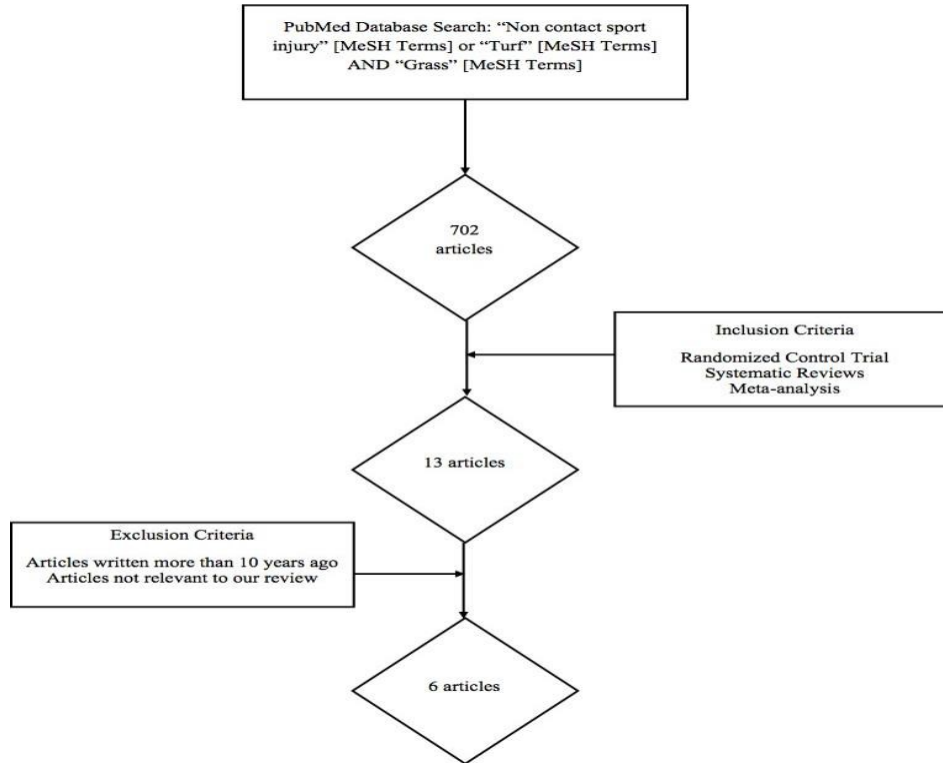 PubMed Database Search: “Non contact sport
injury” [MeSH Terms] or “Turf” [MeSH Terms]
AND “Grass” [MeSH Terms]
702
articles
Inclusion Criteria
Randomized Control Trial
Systematic Reviews
Meta-analysis
13 articles
Exclusion Criteria
Articles written more than 10 years ago
Articles not relevant to our review
6 articles